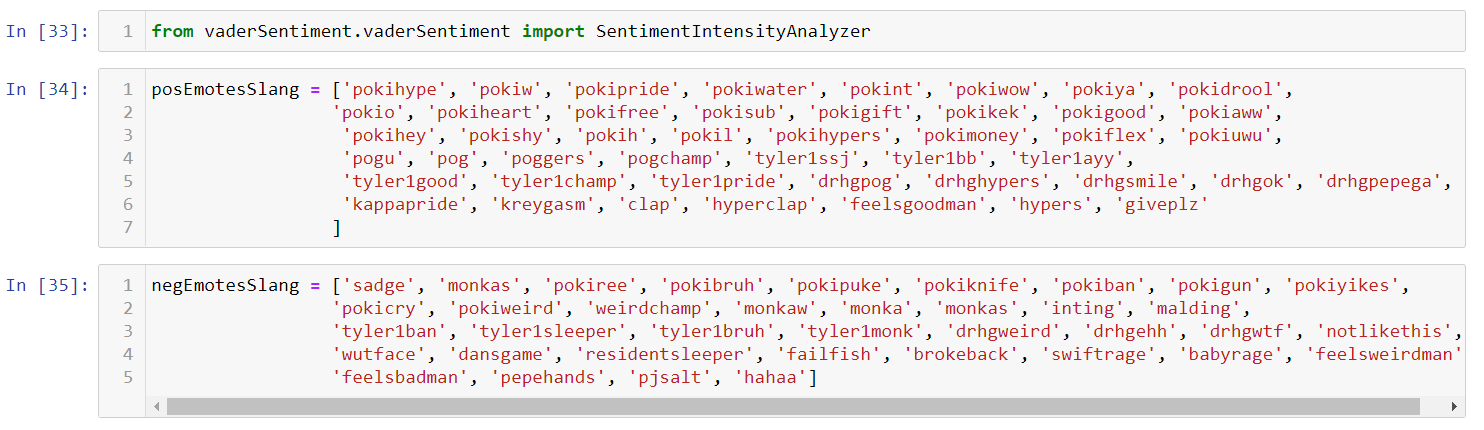 In [33]: 1 from vaderSentiment.vaderSentiment import SentimentIntensityAnalyzer
In [34]: 1 posEmotesSlang = ['pokihype', 'pokiw', 'pokipride', 'pokiwater', 'pokint', 'pokiwow', 'pokiya', 'pokidrool',
2 'pokio', 'pokiheart', 'pokifree', 'pokisub', 'pokigift', 'pokikek', 'pokigood', 'pokiaww',
3 'pokihey', 'pokishy', 'pokih', 'pokil', 'pokihypers', 'pokimoney', 'pokiflex', 'pokiuwu',
4 'pogu', 'pog', 'poggers', 'pogchamp', 'tyler1ssj', 'tyler1bb', 'tyler1ayy',
5 'tyler1good', 'tyler1champ', 'tyler1pride', 'drhgpog', 'drhghypers', 'drhgsmile', 'drhgok', 'drhgpepega',
6 'kappapride', 'kreygasm', 'clap', 'hyperclap', 'feelsgoodman', 'hypers', 'giveplz'
7 ]
In [35]: 1 negEmotesSlang = ['sadge', 'monkas', 'pokiree', 'pokibruh', 'pokipuke', 'pokiknife', 'pokiban', 'pokigun', 'pokiyikes',
2 'pokicry', 'pokiweird', 'weirdchamp', 'monkaw', 'monka', 'monkas', 'inting', 'malding',
3 'tyler1ban', 'tyler1sleeper', 'tyler1bruh', 'tyler1monk', 'drhgweird', 'drhgehh', 'drhgwtf', 'notlikethis',
4 'wutface', 'dansgame', 'residentsleeper', 'failfish', 'brokeback', 'swiftrage', 'babyrage', 'feelsweirdman'
5 'feelsbadman', 'pepehands', 'pjsalt', 'hahaa']